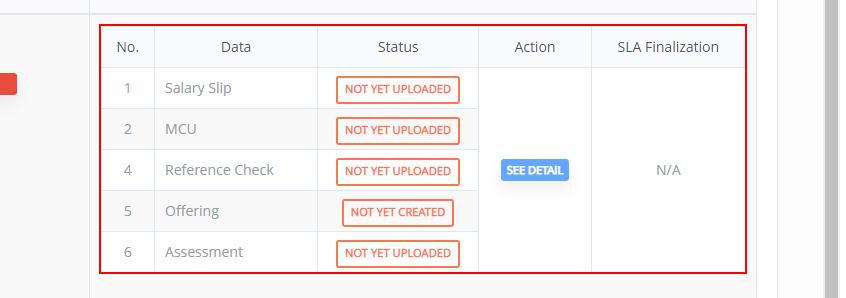 No. Data Status Action SLA Finalization
1 Salary Slip NOT YET UPLOADED
2 MCU NOT YET UPLOADED
4 Reference Check NOT YET UPLOADED SEE DETAIL N/A
5 Offering NOT YET CREATED
6 Assessment NOT YET UPLOADED